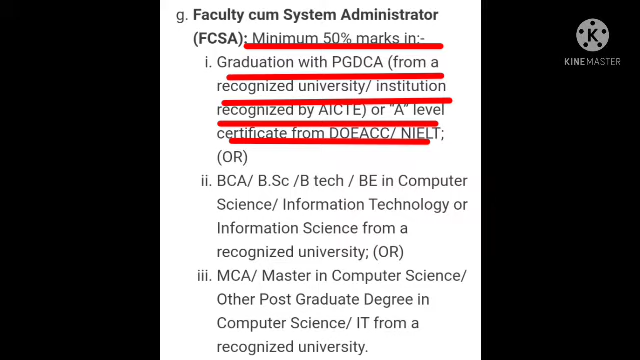 g. Faculty cum System Administrator
(FCSA): Minimum 50% marks in:-
i. Graduation with PGDCA (from a
recognized university/ institution
recognized by AICTE) or "A" level
certificate from DOEACC/ NIELT;
(OR)
ii. BCA/ B.Sc /B tech / BE in Computer
Science/ Information Technology or
Information Science from a
recognized university; (OR)
iii. MCA/ Master in Computer Science/
Other Post Graduate Degree in
Computer Science/ IT from a
recognized university.
K
KINEMASTER